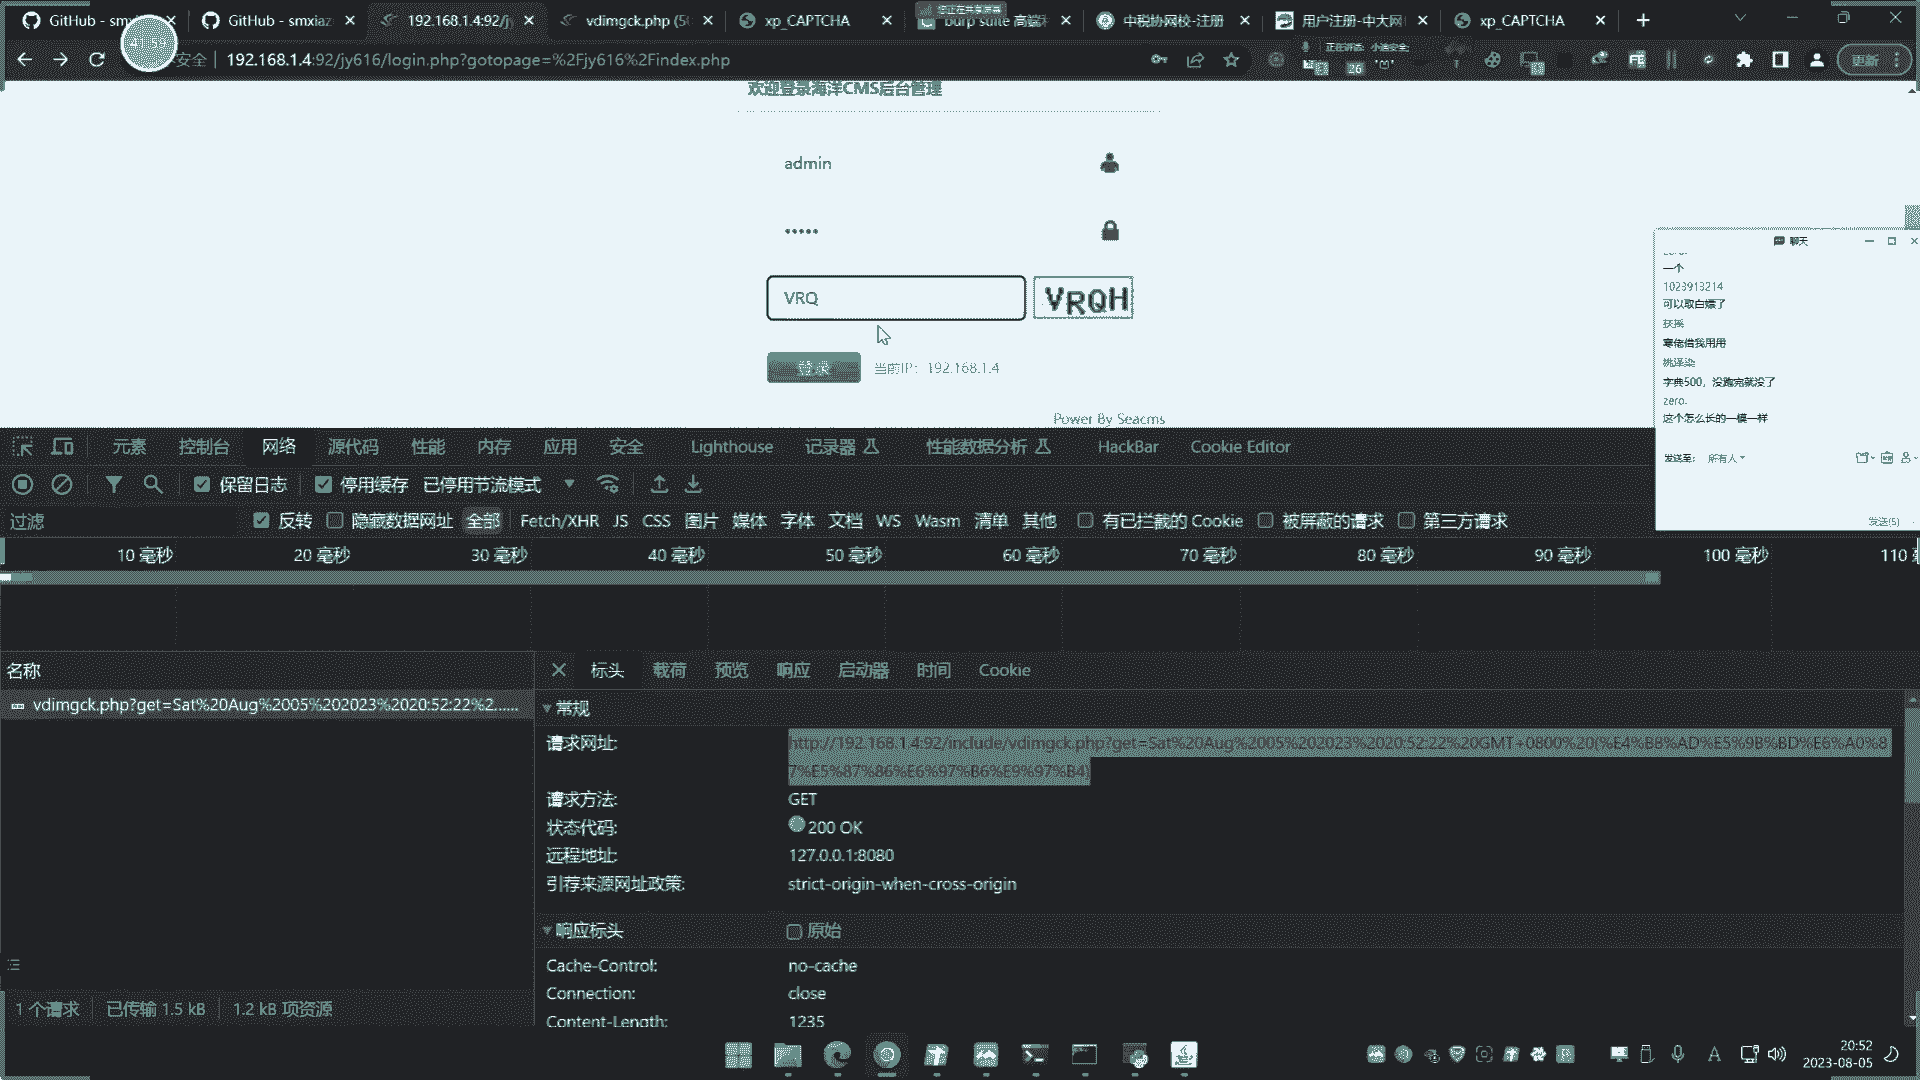 GitHub - sm
GitHub - smxiaz
192.168.1.4:92/jy
vdimgck.php (5
xp_CAPTCHA
burp suite 高端
中税协网校-注册
用户注册-中大网
xp_CAPTCHA
您正在共享屏幕
41:59
安全
192.168.1.4:92/jy616/login.php?gotopage=%2Fjy616%2Findex.php
26
更新
欢迎登录海洋CMS后台管理
admin
•••••
VRQ
VRQH
登录
当前IP：192.168.1.4
Power By Seacms
聊天
一个
1023913214
可以取白嫖了
扶摇
寒佬借我用用
姚泽染
字典500，没跑完就没了
zero.
这个怎么长的一模一样
发送至：
所有人
发送(S)
元素
控制台
网络
源代码
性能
内存
应用
安全
Lighthouse
记录器
性能数据分析
HackBar
Cookie Editor
保留日志
停用缓存
已停用节流模式
过滤
反转
隐藏数据网址
全部
Fetch/XHR
JS
CSS
图片
媒体
字体
文档
WS
Wasm
清单
其他
有已拦截的 Cookie
被屏蔽的请求
第三方请求
10 毫秒
20 毫秒
30 毫秒
40 毫秒
50 毫秒
60 毫秒
70 毫秒
80 毫秒
90 毫秒
100 毫秒
110
名称
标头
载荷
预览
响应
启动器
时间
Cookie
vdimgck.php?get=Sat%20Aug%2005%202023%2020:52:22%2......
常规
请求网址:
http://192.168.1.4:92/include/vdimgck.php?get=Sat%20Aug%2005%202023%2020:52:22%20GMT+0800%20(%E4%B8%AD%E5%9B%BD%E6%A0%8
7%E5%87%86%E6%97%B6%E9%97%B4)
请求方法:
GET
状态代码:
200 OK
远程地址:
127.0.0.1:8080
引荐来源网址政策:
strict-origin-when-cross-origin
响应标头
原始
Cache-Control:
no-cache
Connection:
close
Content-Length:
1235
1 个请求
已传输 1.5 kB
1.2 kB 项资源
A
20:52
2023-08-05